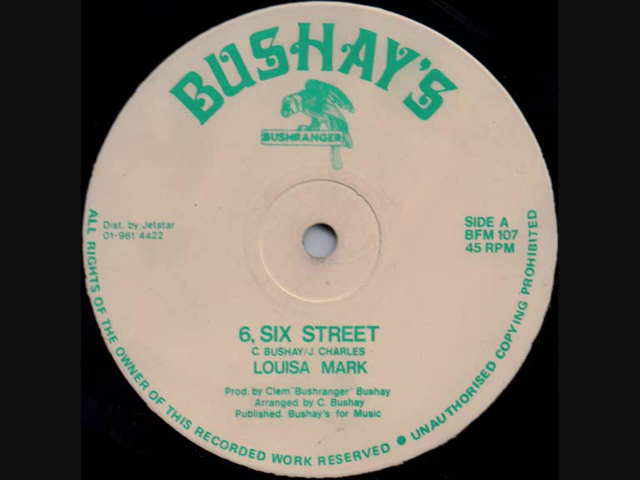 BUSHAY'S
BUSHRANGER
Dist. by Jetstar
01-961 4422
SIDE A
BFM 107
45 RPM
6, SIX STREET
C. BUSHAY/J. CHARLES
LOUISA MARK
Prod. by Clem "Bushranger" Bushay
Arranged by C. Bushay
Published. Bushay's for Music
ALL RIGHTS OF THE OWNER OF THIS RECORDED WORK RESERVED ● UNAUTHORISED COPYING PROHIBITED